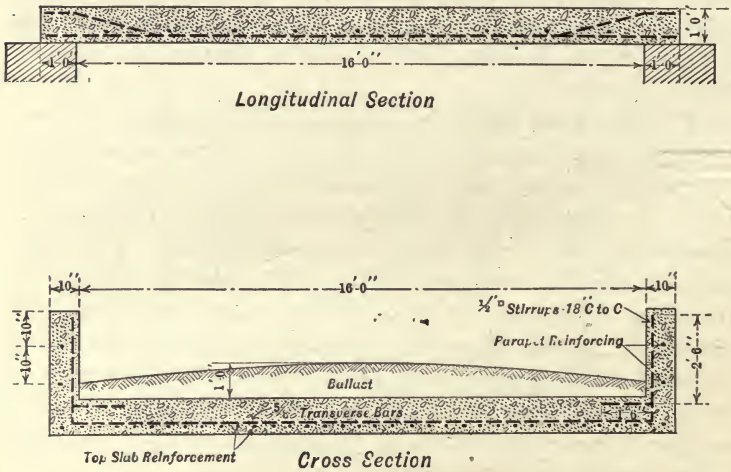 1'0"
1'-0"
16'-0"
1'-0
Longitudinal Section
10"
16'-0"
10"
½"□ Stirrups-18"C to C
10"
Parapet Reinforcing
10"
1'0"
2'-6"
Ballast
Transverse Bars
1'-0"
Top Slab Reinforcement
Cross Section